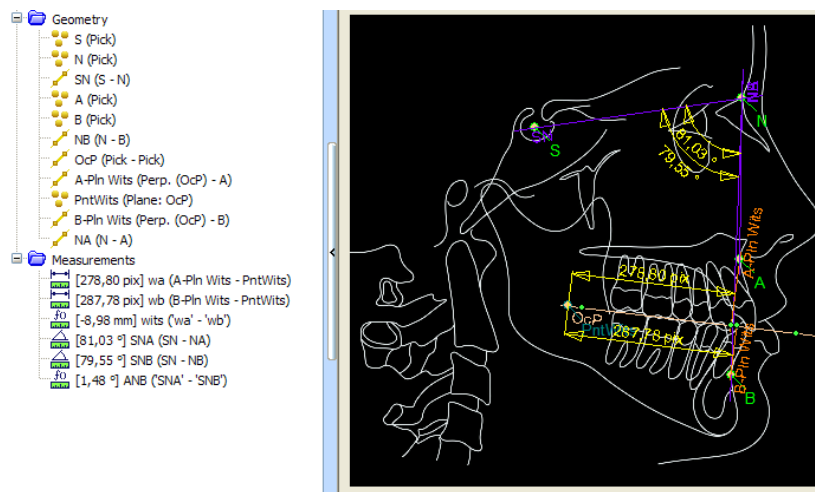 Geometry
S (Pick)
N (Pick)
SN (S - N)
A (Pick)
B (Pick)
NB (N - B)
OcP (Pick - Pick)
A-Pln Wits (Perp. (OcP) - A)
PntWits (Plane: OcP)
B-Pln Wits (Perp. (OcP) - B)
NA (N - A)
Measurements
[278,80 pix] wa (A-Pln Wits - PntWits)
[287,78 pix] wb (B-Pln Wits - PntWits)
[-8,98 mm] wits ('wa' - 'wb')
[81,03 °] SNA (SN - NA)
[79,55 °] SNB (SN - NB)
[1,48 °] ANB ('SNA' - 'SNB')
N
SN
S
81,03 °
79,55 °
A-Pln Wits
A
278,80 pix
OcP
287,78 pix
B-Pln Wits
B